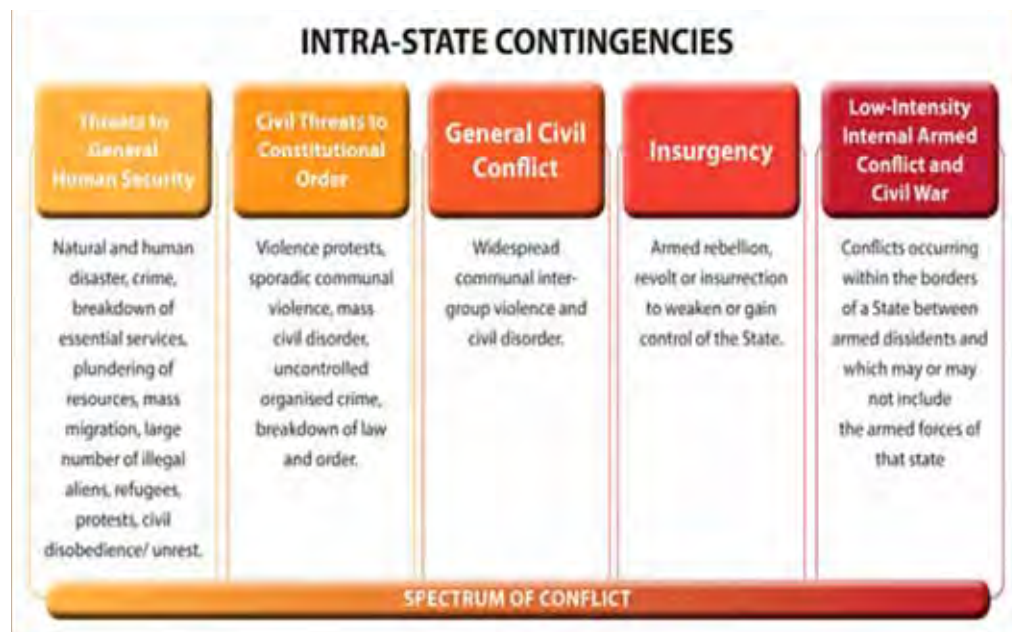 INTRA-STATE CONTINGENCIES
Threats to
General
Human Security
Natural and human
disaster, crime,
breakdown of
essential services,
plundering of
resources, mass
migration, large
number of illegal
aliens, refugees,
protests, civil
disobedience/ unrest.
Civil Threats to
Constitutional
Order
Violence protests,
sporadic communal
violence, mass
civil disorder,
uncontrolled
organised crime,
breakdown of law
and order.
General Civil
Conflict
Widespread
communal inter-
group violence and
civil disorder.
Insurgency
Armed rebellion,
revolt or insurrection
to weaken or gain
control of the State.
Low-Intensity
Internal Armed
Conflict and
Civil War
Conflicts occurring
within the borders
of a State between
armed dissidents and
which may or may
not include
the armed forces of
that state
SPECTRUM OF CONFLICT